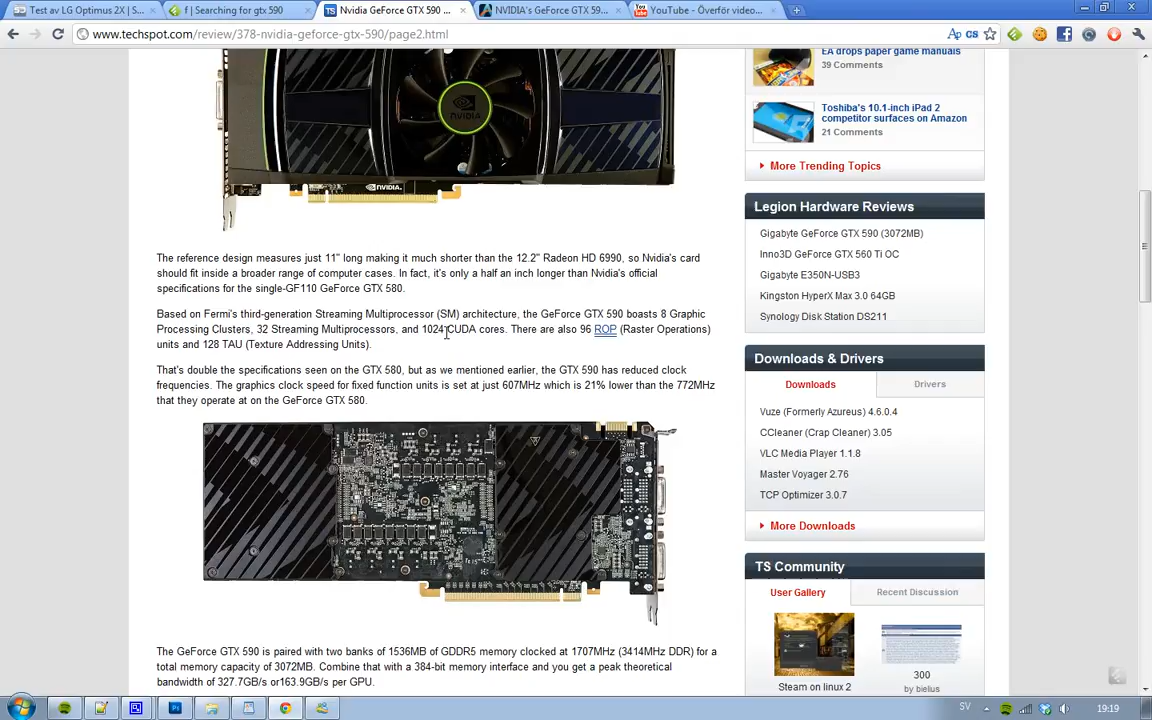 Test av LG Optimus 2X | S...
f | Searching for gtx 590
TS Nvidia GeForce GTX 590 ...
NVIDIA's GeForce GTX 59...
YouTube - Överför video...
www.techspot.com/review/378-nvidia-geforce-gtx-590/page2.html
EA drops paper game manuals
39 Comments
Toshiba's 10.1-inch iPad 2
competitor surfaces on Amazon
21 Comments
More Trending Topics
NVIDIA
NVIDIA.
Legion Hardware Reviews
Gigabyte GeForce GTX 590 (3072MB)
Inno3D GeForce GTX 560 Ti OC
Gigabyte E350N-USB3
Kingston HyperX Max 3.0 64GB
Synology Disk Station DS211
The reference design measures just 11" long making it much shorter than the 12.2" Radeon HD 6990, so Nvidia's card
should fit inside a broader range of computer cases. In fact, it's only a half an inch longer than Nvidia's official
specifications for the single-GF110 GeForce GTX 580.
Based on Fermi's third-generation Streaming Multiprocessor (SM) architecture, the GeForce GTX 590 boasts 8 Graphic
Processing Clusters, 32 Streaming Multiprocessors, and 1024 CUDA cores. There are also 96 ROP (Raster Operations)
units and 128 TAU (Texture Addressing Units).
That's double the specifications seen on the GTX 580, but as we mentioned earlier, the GTX 590 has reduced clock
frequencies. The graphics clock speed for fixed function units is set at just 607MHz which is 21% lower than the 772MHz
that they operate at on the GeForce GTX 580.
Downloads & Drivers
Downloads
Drivers
Vuze (Formerly Azureus) 4.6.0.4
CCleaner (Crap Cleaner) 3.05
VLC Media Player 1.1.8
Master Voyager 2.76
TCP Optimizer 3.0.7
More Downloads
TS Community
User Gallery
Recent Discussion
Steam on linux 2
300
by bielius
The GeForce GTX 590 is paired with two banks of 1536MB of GDDR5 memory clocked at 1707MHz (3414MHz DDR) for a
total memory capacity of 3072MB. Combine that with a 384-bit memory interface and you get a peak theoretical
bandwidth of 327.7GB/s or163.9GB/s per GPU.
SV
19:19